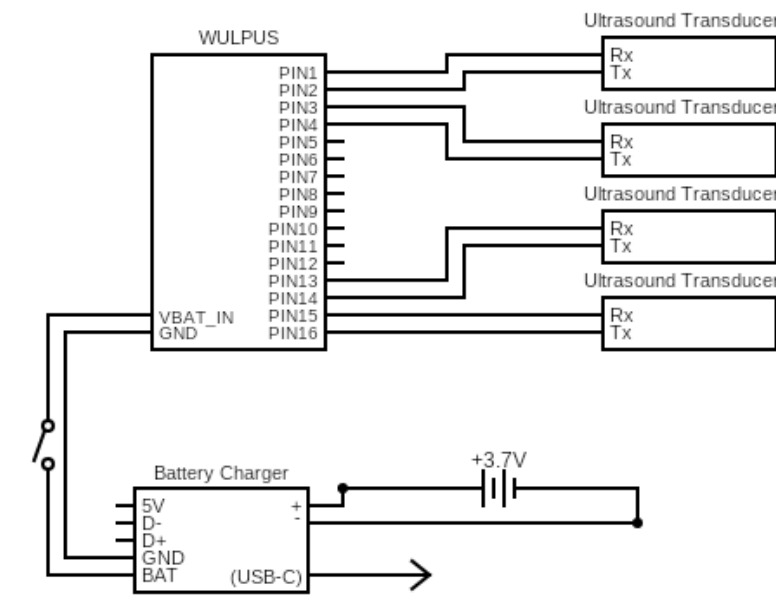 Ultrasound Transducer
WULPUS
Rx
Tx
PIN1
PIN2
Ultrasound Transducer
PIN3
PIN4
Rx
Tx
PIN5
PIN6
PIN7
Ultrasound Transducer
PIN8
PIN9
PIN10
Rx
Tx
PIN11
PIN12
Ultrasound Transducer
PIN13
PIN14
VBAT_IN PIN15
Rx
GND PIN16
Tx
+3.7V
Battery Charger
5V +
D- -
D+
GND
BAT (USB-C)